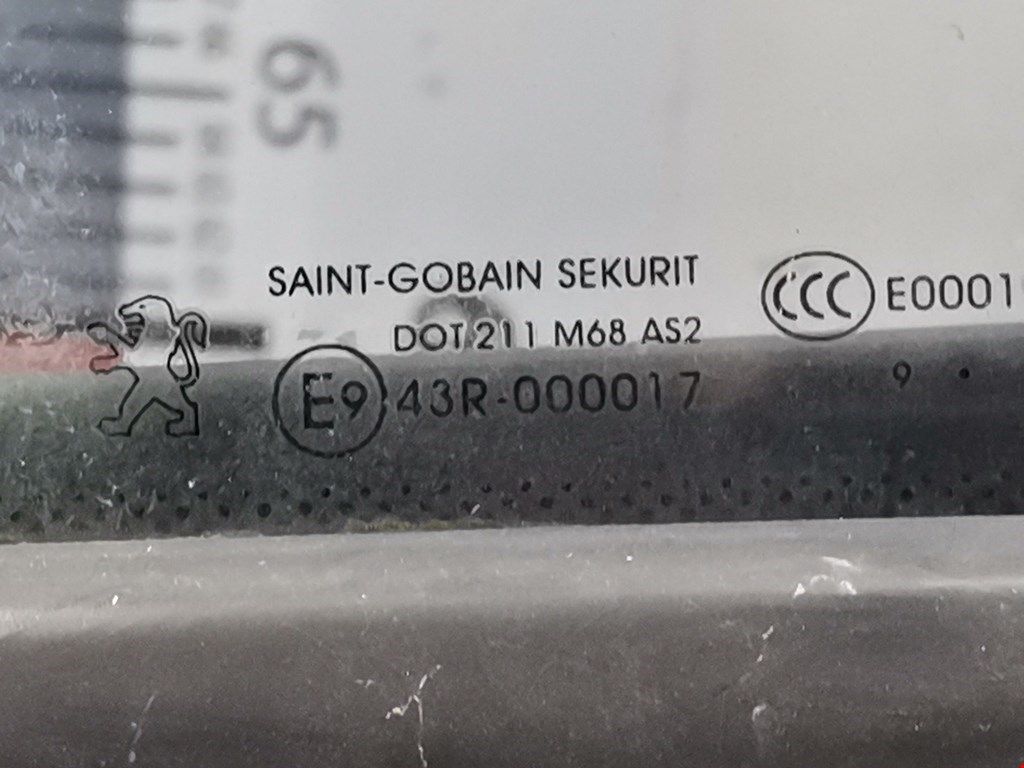 65
SAINT-GOBAIN SEKURIT
DOT 211 M68 AS2
E9 43R-000017
CCC E0001
9 .